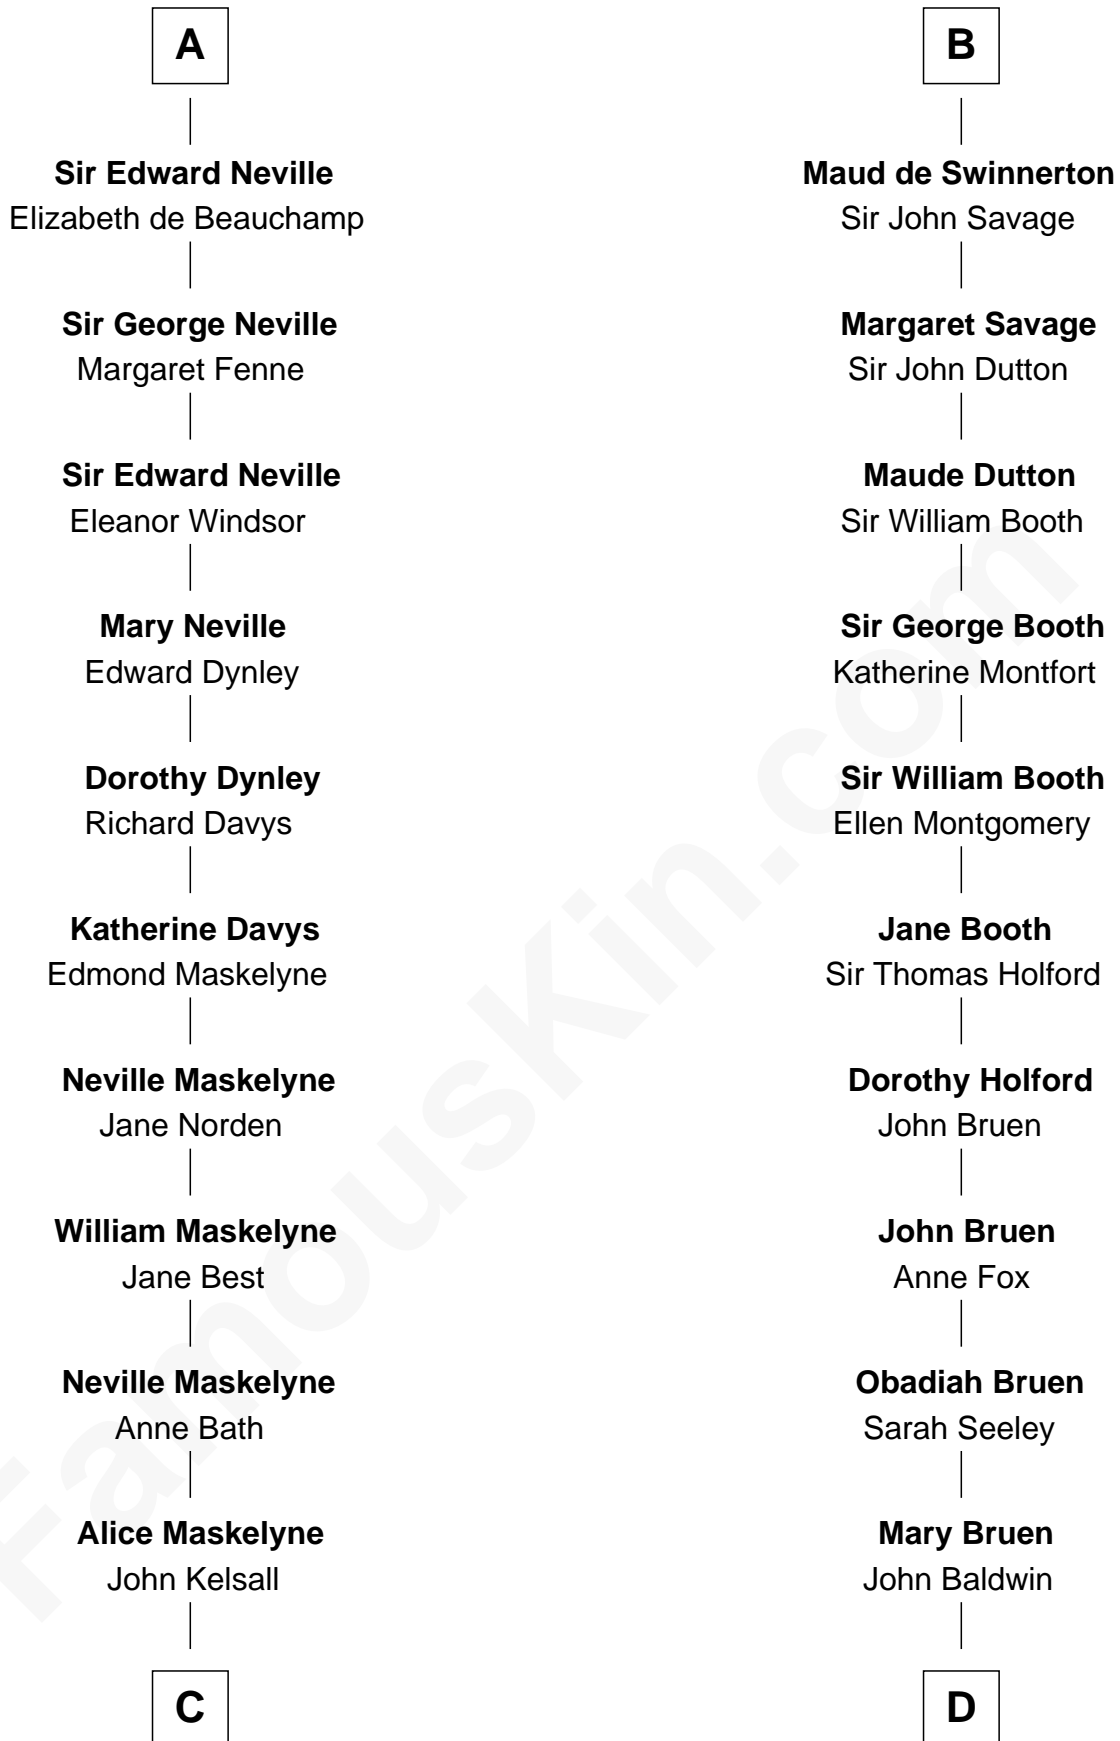 A
Sir Edward Neville
Elizabeth de Beauchamp
Sir George Neville
Margaret Fenne
Sir Edward Neville
Eleanor Windsor
Mary Neville
Edward Dynley
Dorothy Dynley
Richard Davys
Katherine Davys
Edmond Maskelyne
Neville Maskelyne
Jane Norden
William Maskelyne
Jane Best
Neville Maskelyne
Anne Bath
Alice Maskelyne
John Kelsall
C
B
Maud de Swinnerton
Sir John Savage
Margaret Savage
Sir John Dutton
Maude Dutton
Sir William Booth
Sir George Booth
Katherine Montfort
Sir William Booth
Ellen Montgomery
Jane Booth
Sir Thomas Holford
Dorothy Holford
John Bruen
John Bruen
Anne Fox
Obadiah Bruen
Sarah Seeley
Mary Bruen
John Baldwin
D
FamousKin.com